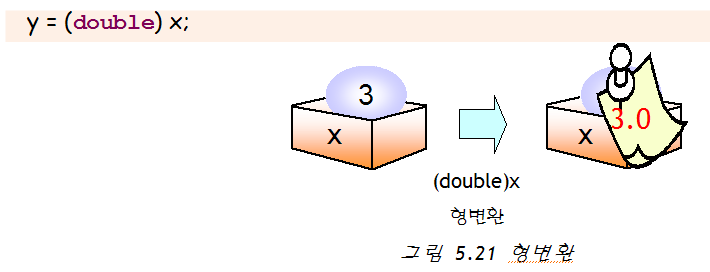 y = (double) x;
3
x
3.0
x
(double)x
형변환
그림 5.21 형변환